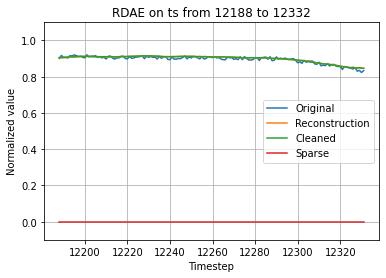 RDAE on ts from 12188 to 12332
Normalized value
1.0
0.8
0.6
0.4
0.2
0.0
Original
Reconstruction
Cleaned
Sparse
12200 12220 12240 12260 12280 12300 12320
Timestep